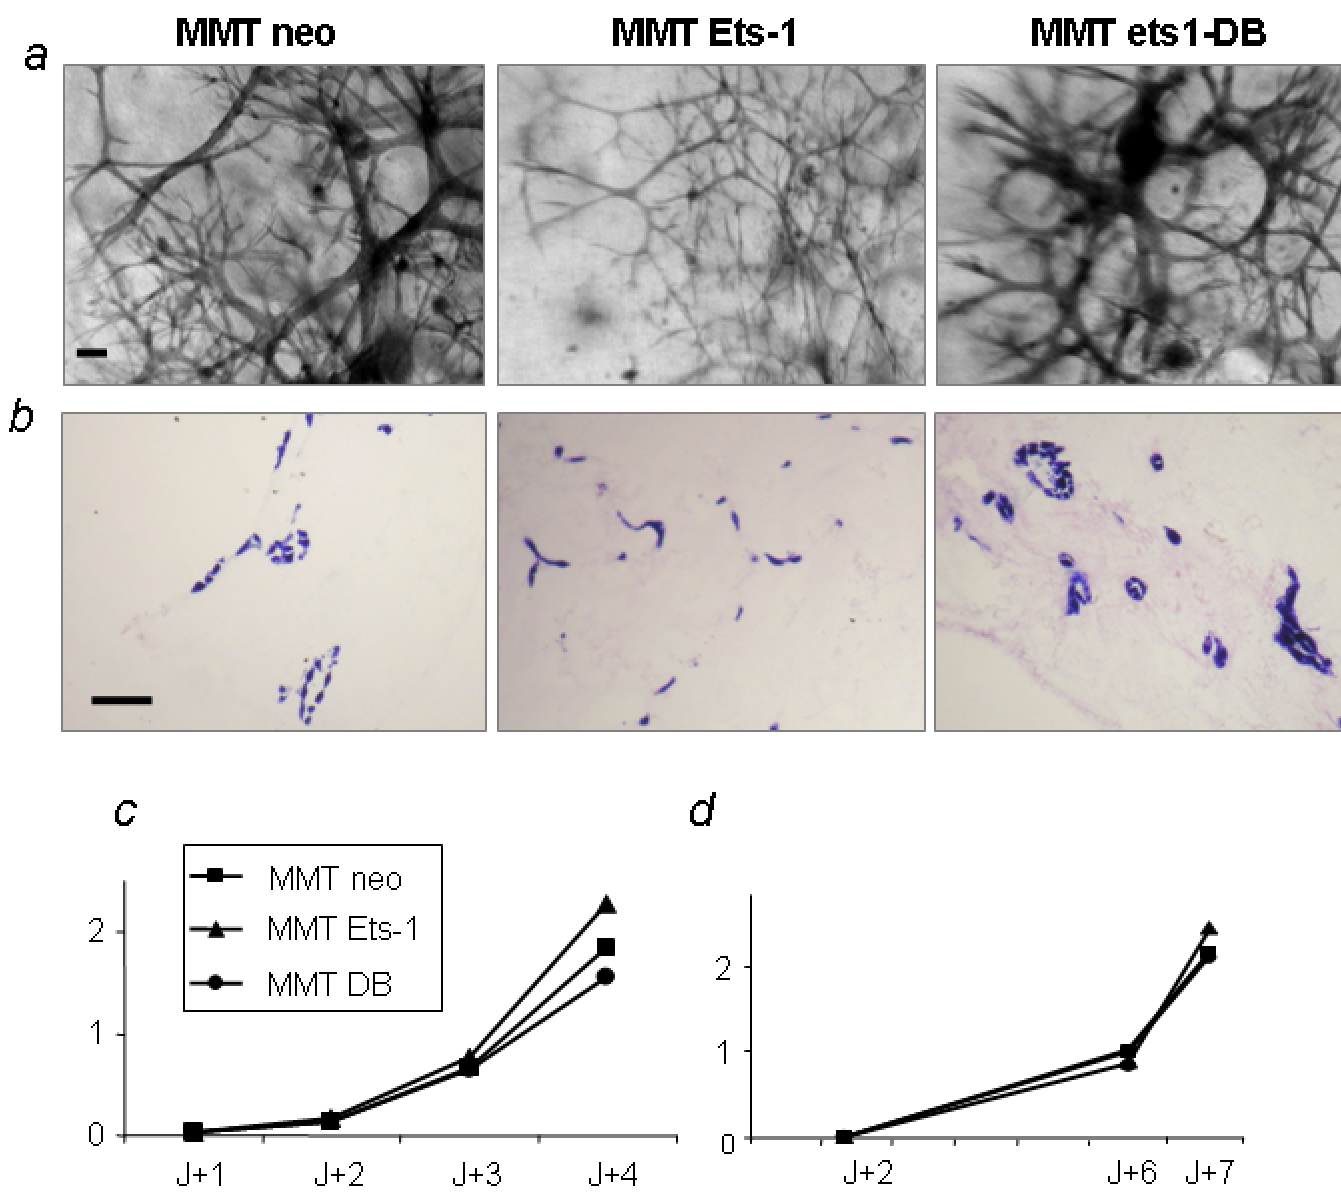 MMT neo MMT Ets-1 MMT ets1-DB
a
b
c d
MMT neo
MMT Ets-1
MMT DB
2
1
0
J+1 J+2 J+3 J+4
2
1
0
J+2 J+6 J+7